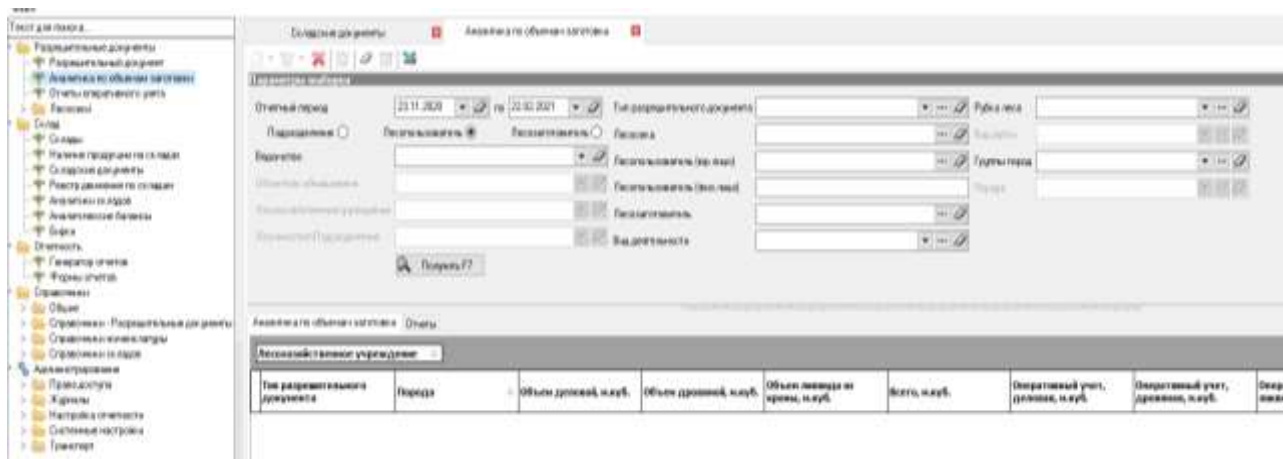 Текст для поиска...
Разрешительные документы
Разрешительный документ
Аналитика по объемам заготовки
Отчеты оперативного учета
Лесосеки
Склад
Склады
Наличие продукции на складах
Складские документы
Реестр движения по складам
Аналитика складов
Аналитические балансы
Бирка
Отчетность
Генератор отчетов
Формы отчетов
Справочники
Общие
Справочники - Разрешительные документы
Справочники номенклатуры
Справочники складов
Администрирование
Права доступа
Журналы
Настройка отчетности
Системные настройки
Транспорт
Складские документы
Аналитика по объемам заготовки
Параметры выборки
Отчетный период 23.11.2020 по 22.02.2021
Тип разрешительного документа
Рубка леса
Подразделение Лесопользователь Лесозаготовитель
Лесосека
Ведомство
Лесопользователь (юр. лицо)
Группы пород
Лесопользователь (физ. лицо)
Порода
Лесозаготовитель
Вид деятельности
Получить F7
Аналитика по объемам заготовки Отчеты
Лесохозяйственное учреждение
Тип разрешительного документа
Порода
Объем деловой, м.куб.
Объем дровяной, м.куб.
Объем ликвида из кроны, м.куб.
Всего, м.куб.
Оперативный учет, деловая, м.куб.
Оперативный учет, дровяная, м.куб.